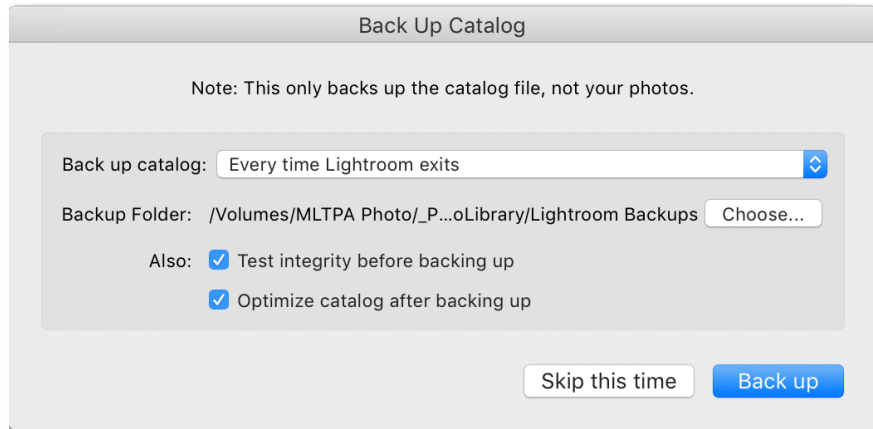 Back Up Catalog
Note: This only backs up the catalog file, not your photos.
Back up catalog: Every time Lightroom exits
Backup Folder: /Volumes/MLTPA Photo/_P...oLibrary/Lightroom Backups Choose...
Also: Test integrity before backing up
Optimize catalog after backing up
Skip this time Back up